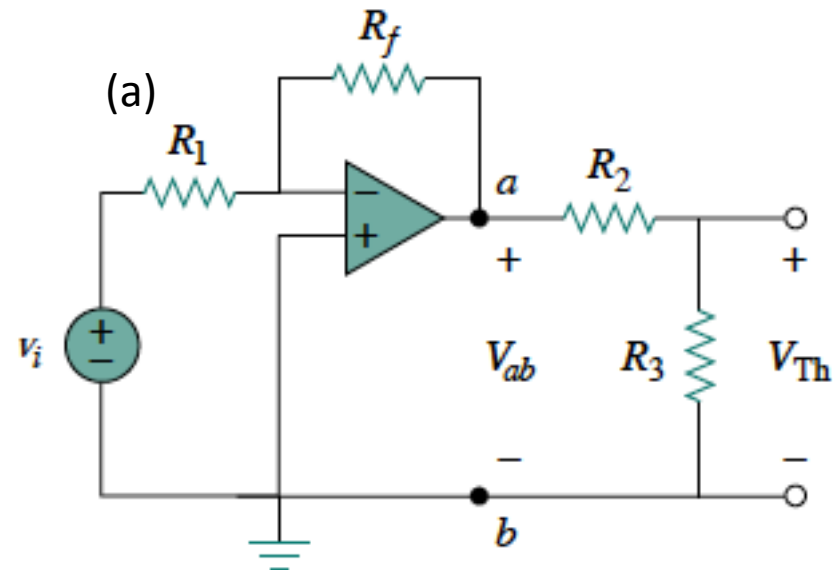 R_f
(a)
R_1
a
R_2
−
+
+
+
+
−
v_i
V_ab
R_3
V_Th
−
−
b